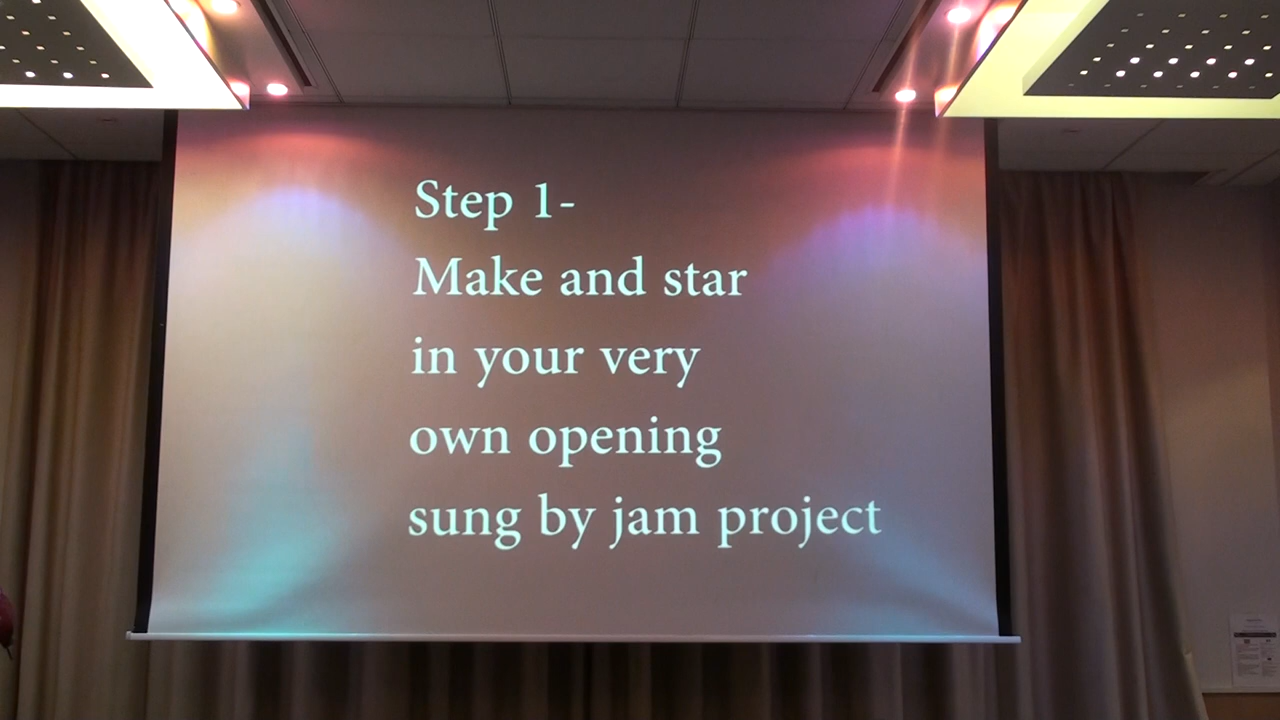 Step 1-
Make and star
in your very
own opening
sung by jam project